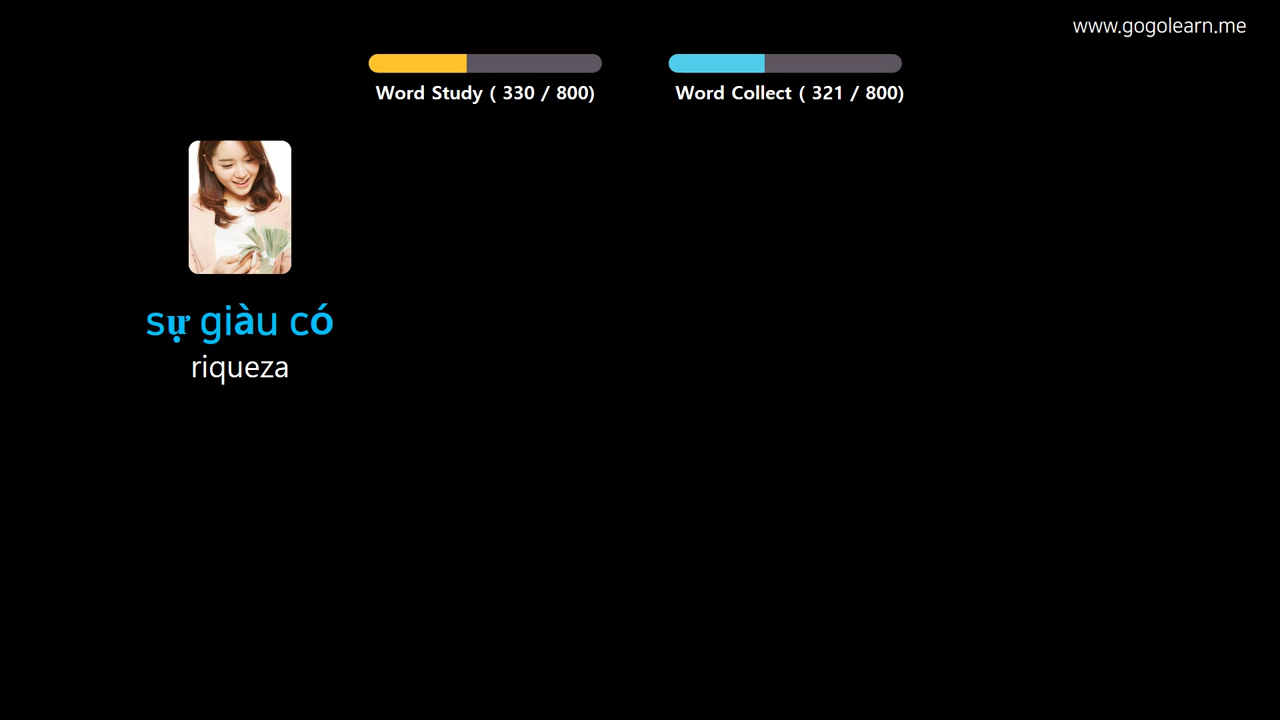 www.gogolearn.me
Word Study ( 330 / 800)
Word Collect ( 321 / 800)
sự giàu có
riqueza